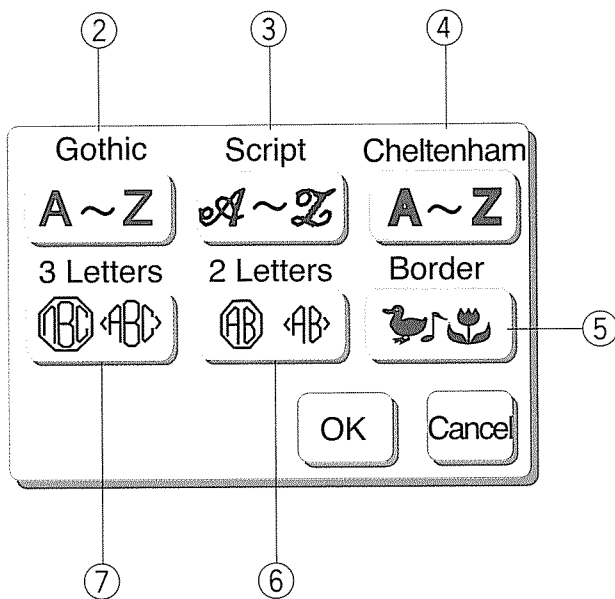 ② ③ ④
Gothic Script Cheltenham
A~Z A~Z A~Z
3 Letters 2 Letters Border
ABC <ABC> AB <AB>
⑤
OK Cancel
⑦ ⑥